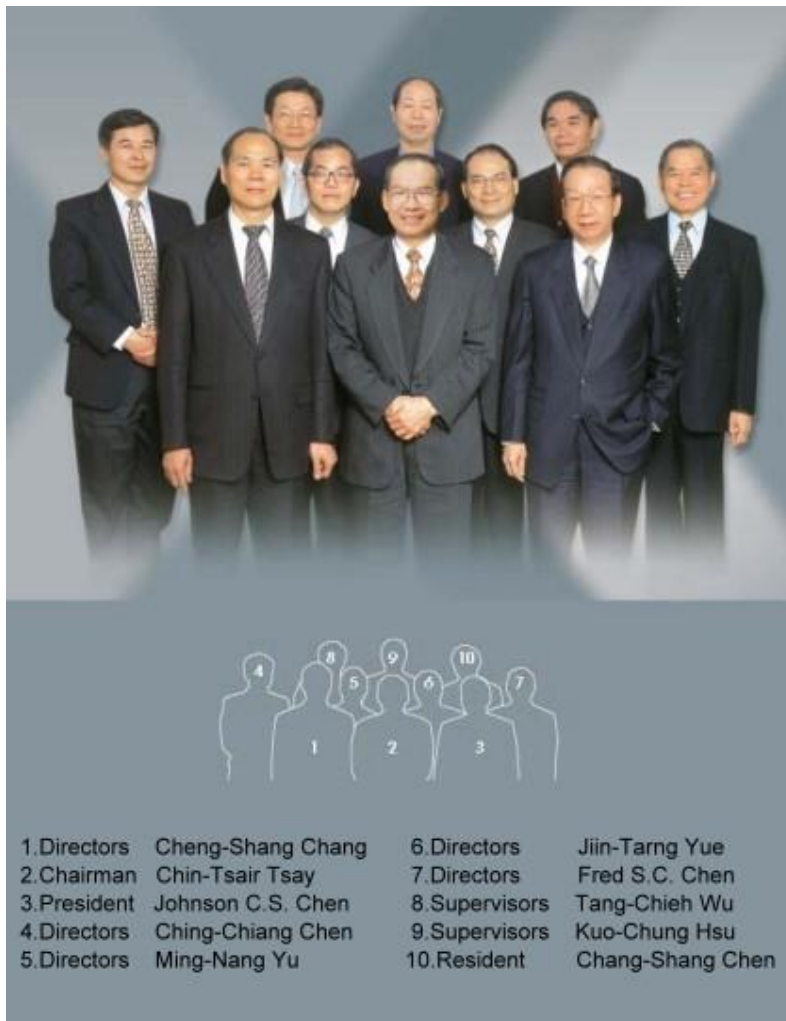 4
8
9
10
5
6
7
1
2
3
1.Directors Cheng-Shang Chang
2.Chairman Chin-Tsair Tsay
3.President Johnson C.S. Chen
4.Directors Ching-Chiang Chen
5.Directors Ming-Nang Yu
6.Directors Jiin-Tarng Yue
7.Directors Fred S.C. Chen
8.Supervisors Tang-Chieh Wu
9.Supervisors Kuo-Chung Hsu
10.Resident Chang-Shang Chen